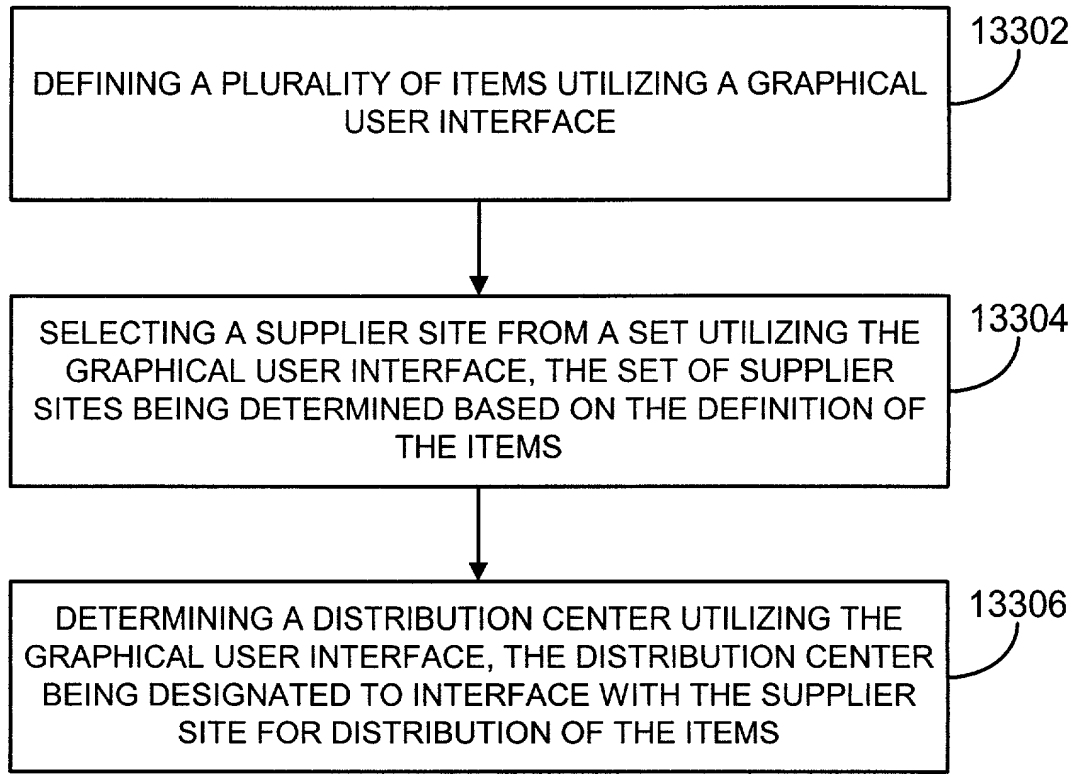 13302
DEFINING A PLURALITY OF ITEMS UTILIZING A GRAPHICAL
USER INTERFACE
13304
SELECTING A SUPPLIER SITE FROM A SET UTILIZING THE
GRAPHICAL USER INTERFACE, THE SET OF SUPPLIER
SITES BEING DETERMINED BASED ON THE DEFINITION OF
THE ITEMS
13306
DETERMINING A DISTRIBUTION CENTER UTILIZING THE
GRAPHICAL USER INTERFACE, THE DISTRIBUTION CENTER
BEING DESIGNATED TO INTERFACE WITH THE SUPPLIER
SITE FOR DISTRIBUTION OF THE ITEMS